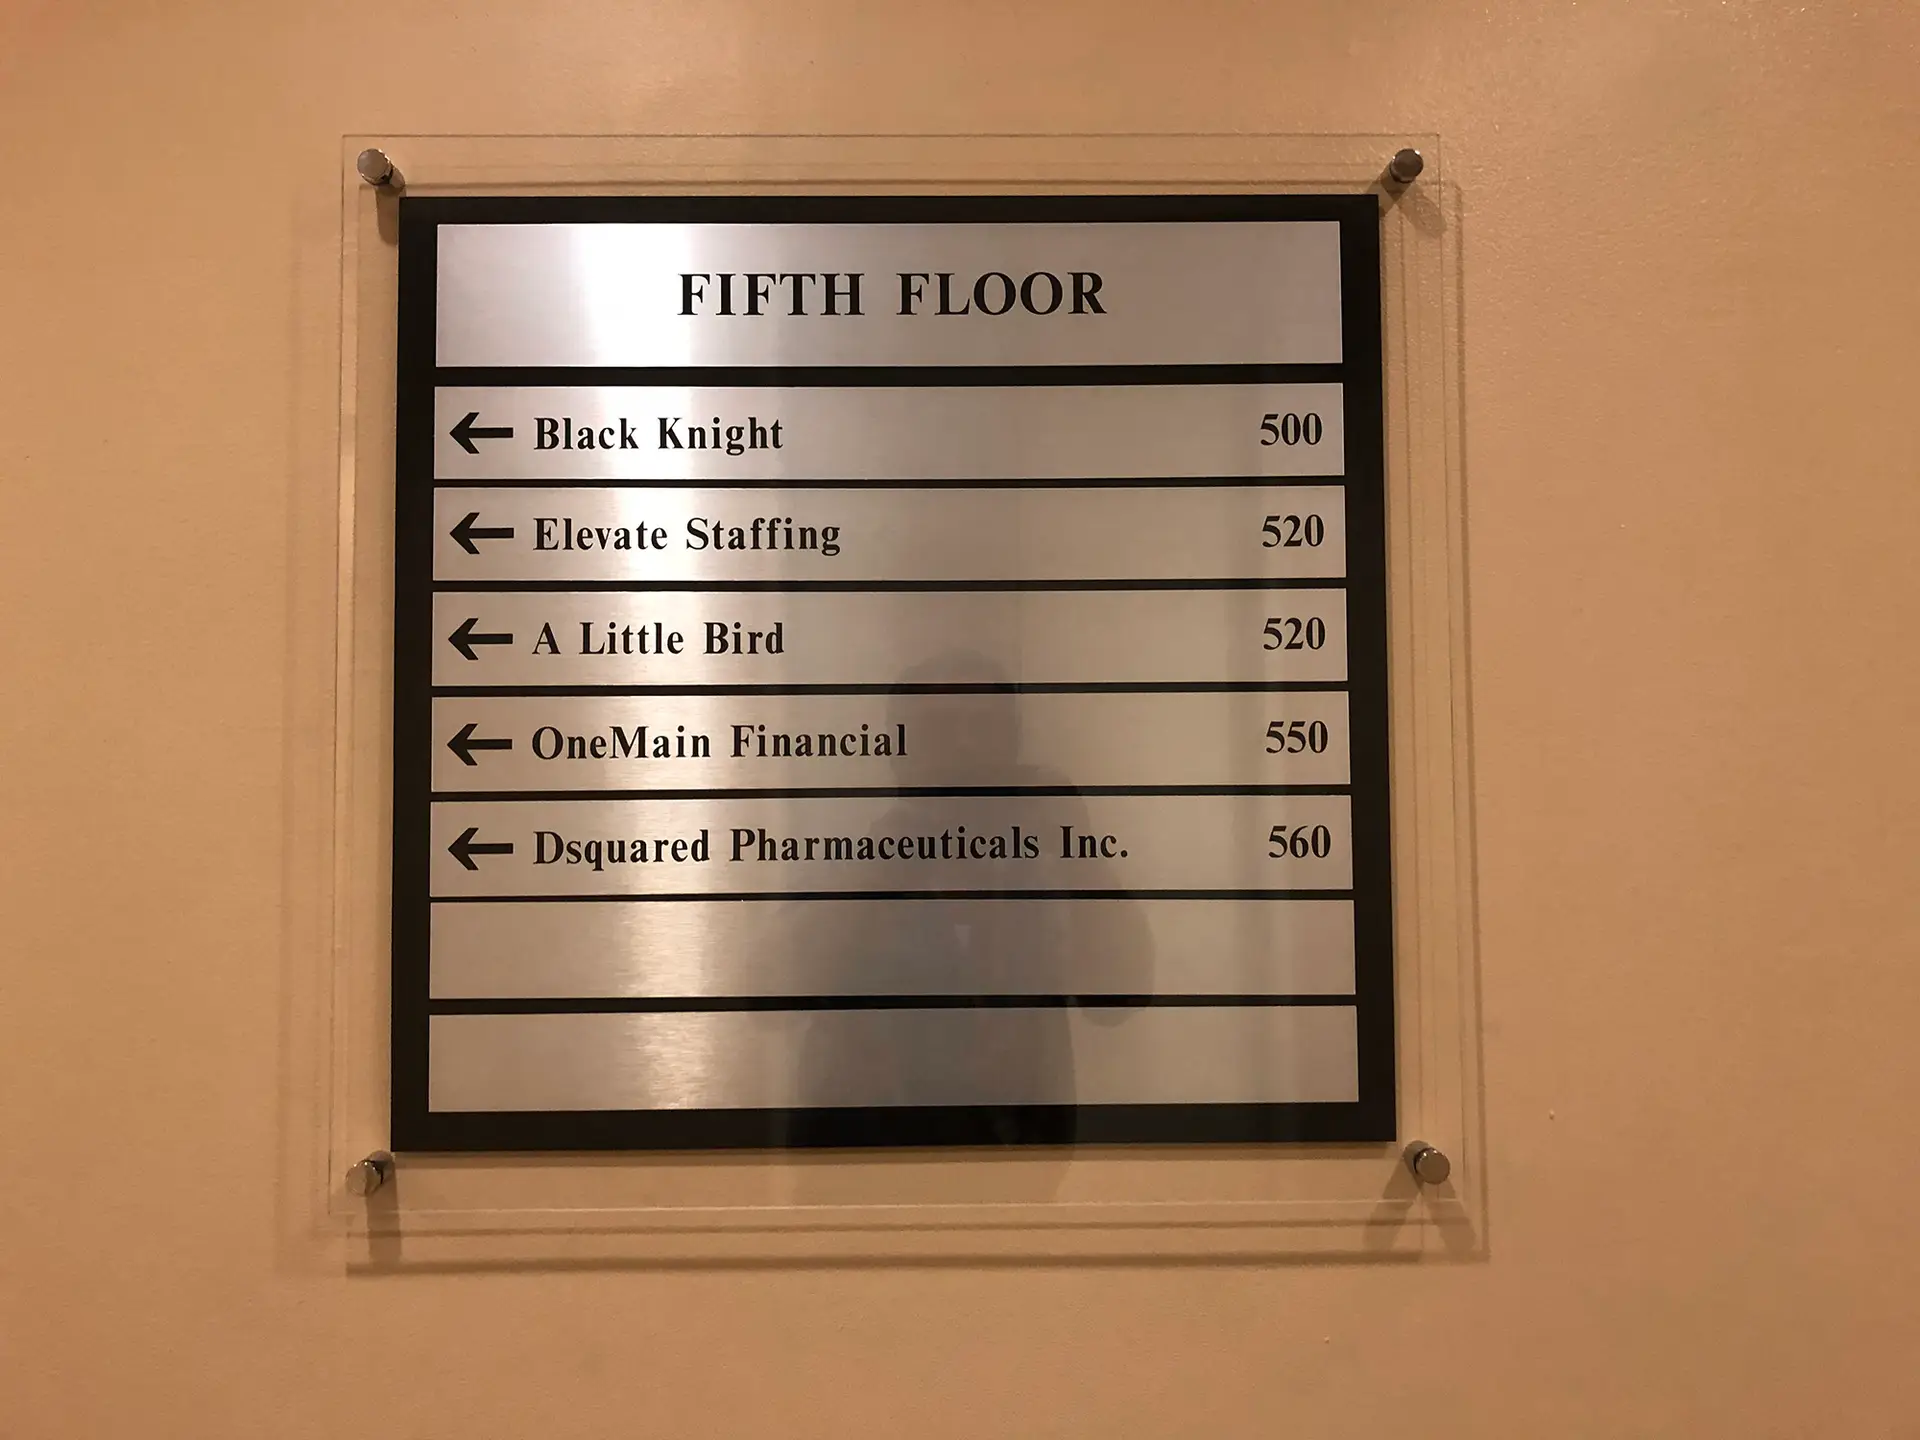 FIFTH FLOOR
← Black Knight 500
← Elevate Staffing 520
← A Little Bird 520
← OneMain Financial 550
← Dsquared Pharmaceuticals Inc. 560